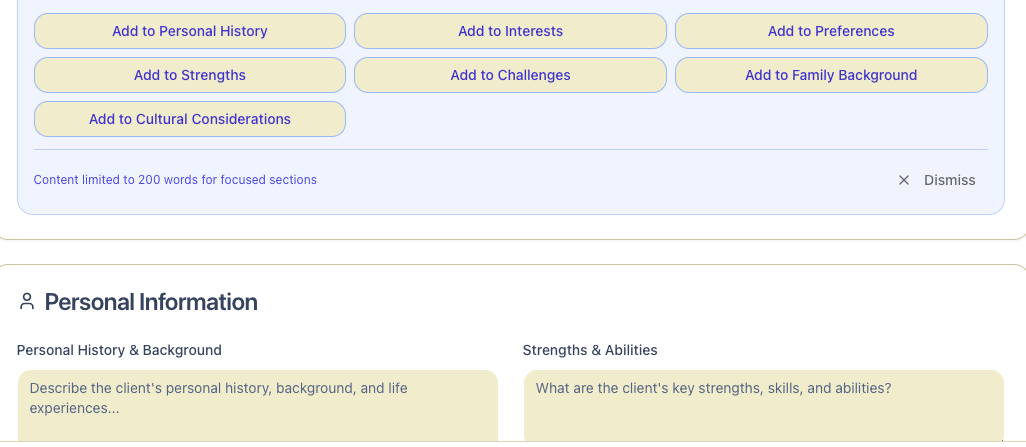 Add to Personal History
Add to Interests
Add to Preferences
Add to Strengths
Add to Challenges
Add to Family Background
Add to Cultural Considerations
Content limited to 200 words for focused sections
Dismiss
Personal Information
Personal History & Background
Strengths & Abilities
Describe the client's personal history, background, and life
experiences...
What are the client's key strengths, skills, and abilities?